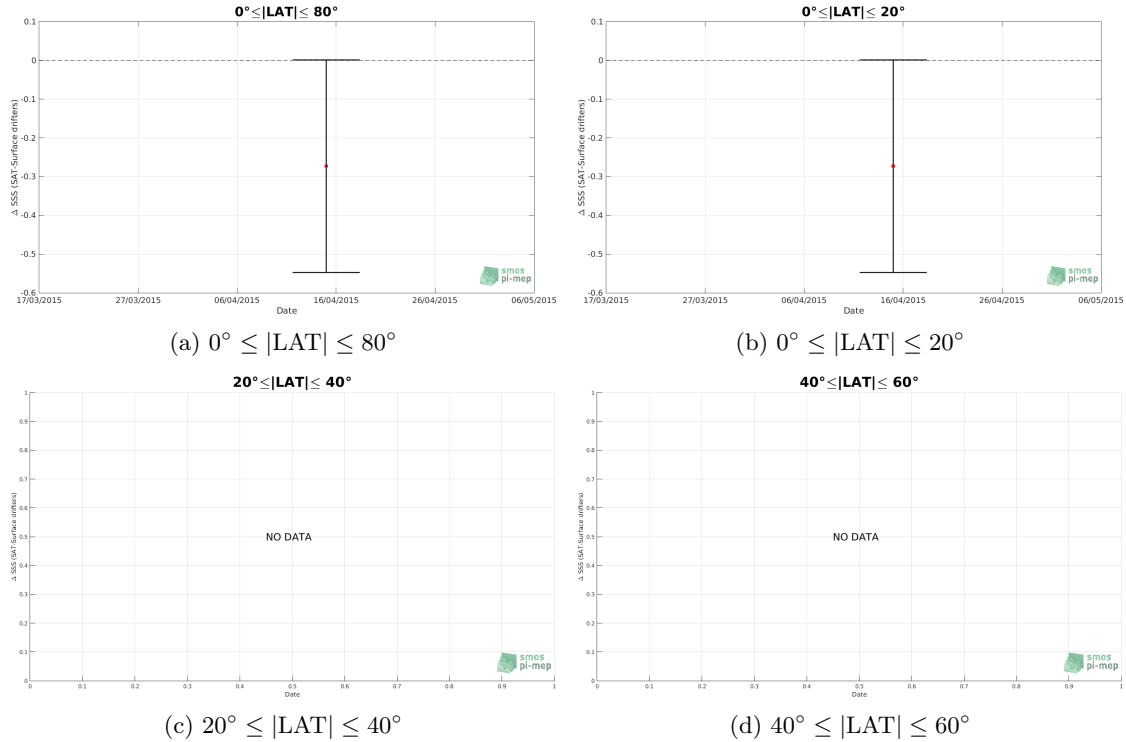 0°≤|LAT|≤ 80°
0.1
0
-0.1
-0.2
-0.3
-0.4
-0.5
-0.6
Δ SSS (SAT-Surface drifters)
17/03/2015 27/03/2015 06/04/2015 16/04/2015 26/04/2015 06/05/2015
Date
smos
pi-mep
(a) 0° ≤ |LAT| ≤ 80°
0°≤|LAT|≤ 20°
0.1
0
-0.1
-0.2
-0.3
-0.4
-0.5
-0.6
Δ SSS (SAT-Surface drifters)
17/03/2015 27/03/2015 06/04/2015 16/04/2015 26/04/2015 06/05/2015
Date
smos
pi-mep
(b) 0° ≤ |LAT| ≤ 20°
20°≤|LAT|≤ 40°
1
0.9
0.8
0.7
0.6
0.5
0.4
0.3
0.2
0.1
0
Δ SSS (SAT-Surface drifters)
NO DATA
0 0.1 0.2 0.3 0.4 0.5 0.6 0.7 0.8 0.9 1
Date
smos
pi-mep
(c) 20° ≤ |LAT| ≤ 40°
40°≤|LAT|≤ 60°
1
0.9
0.8
0.7
0.6
0.5
0.4
0.3
0.2
0.1
0
Δ SSS (SAT-Surface drifters)
NO DATA
0 0.1 0.2 0.3 0.4 0.5 0.6 0.7 0.8 0.9 1
Date
smos
pi-mep
(d) 40° ≤ |LAT| ≤ 60°